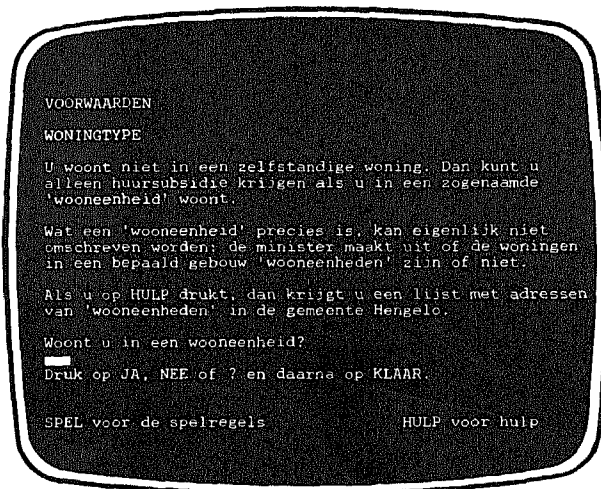 VOORWAARDEN
WONINGTYPE
U woont niet in een zelfstandige woning. Dan kunt u
alleen huursubsidie krijgen als u in een zogenaamde
'wooneenheid' woont.
Wat een 'wooneenheid' precies is, kan eigenlijk niet
omschreven worden: de minister maakt uit of de woningen
in een bepaald gebouw 'wooneenheden' zijn of niet.
Als u op HULP drukt, dan krijgt u een lijst met adressen
van 'wooneenheden' in de gemeente Hengelo.
Woont u in een wooneenheid?
Druk op JA, NEE of ? en daarna op KLAAR.
SPEL voor de spelregels HULP voor hulp